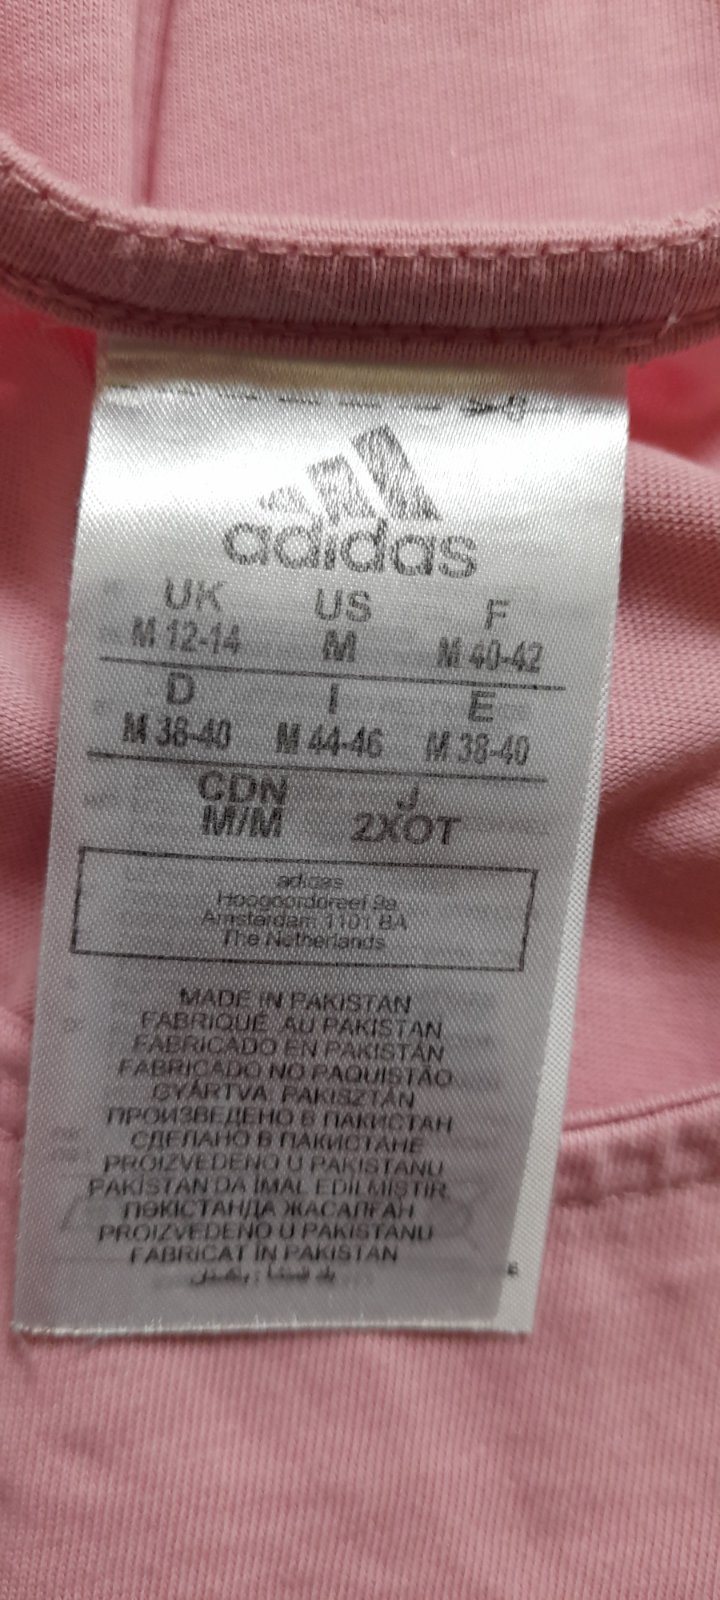 adidas
UK US F
M 12-14 M M 40-42
D I E
M 38-40 M 44-46 M 38-40
CDN J
M/M 2XOT
adidas
Hoogoorddreef 9a
Amsterdam 1101 BA
The Netherlands
MADE IN PAKISTAN
FABRIQUÉ AU PAKISTAN
FABRICADO EN PAKISTÁN
FABRICADO NO PAQUISTÃO
GYÁRTVA: PAKISZTÁN
ПРОИЗВЕДЕНО В ПАКИСТАН
СДЕЛАНО В ПАКИСТАНЕ
PROIZVEDENO U PAKISTANU
PAKİSTAN'DA İMAL EDİLMİŞTİR
ПӘКІСТАНДА ЖАСАЛҒАН
PROIZVEDENO U PAKISTANU
FABRICAT ÎN PAKISTAN